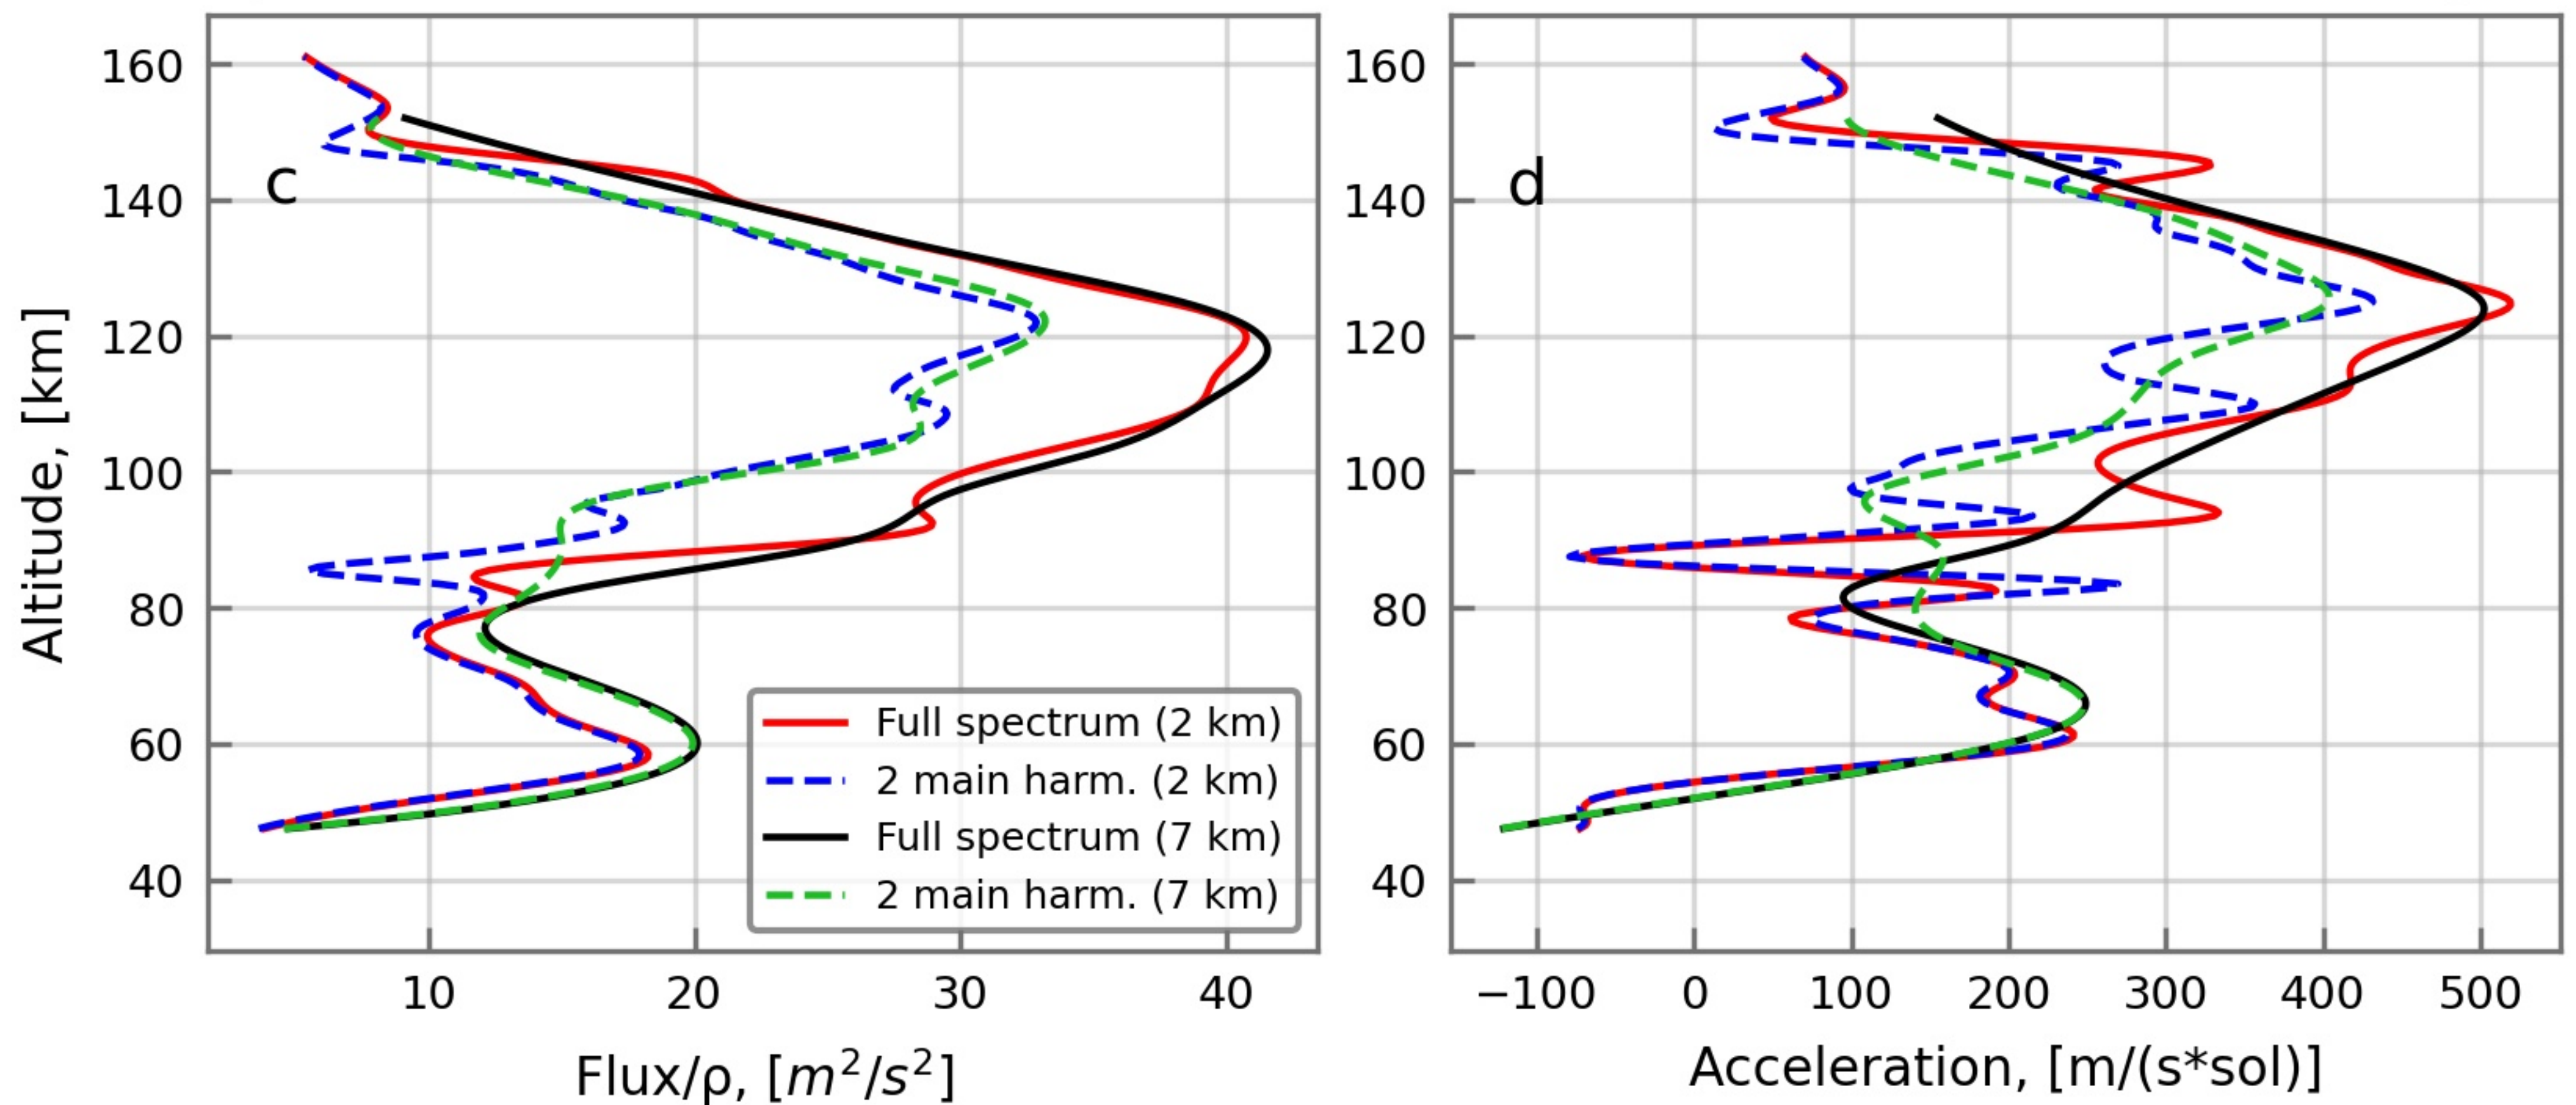 160
140
120
100
80
60
40
Altitude, [km]
c
Full spectrum (2 km)
2 main harm. (2 km)
Full spectrum (7 km)
2 main harm. (7 km)
10
20
30
40
Flux/ρ, [m²/s²]
160
140
120
100
80
60
40
d
−100
0
100
200
300
400
500
Acceleration, [m/(s*sol)]